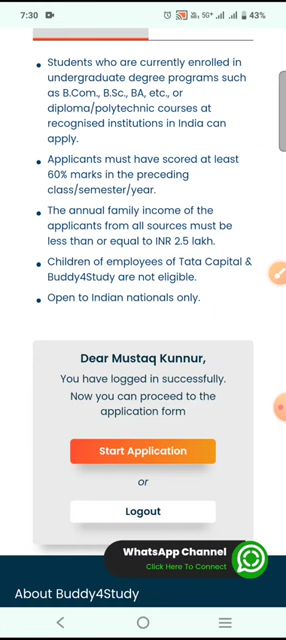 7:30
5G+
43%
Students who are currently enrolled in
undergraduate degree programs such
as B.Com., B.Sc., BA, etc., or
diploma/polytechnic courses at
recognised institutions in India can
apply.
Applicants must have scored at least
60% marks in the preceding
class/semester/year.
The annual family income of the
applicants from all sources must be
less than or equal to INR 2.5 lakh.
Children of employees of Tata Capital &
Buddy4Study are not eligible.
Open to Indian nationals only.
Dear Mustaq Kunnur,
You have logged in successfully.
Now you can proceed to the
application form
Start Application
or
Logout
WhatsApp Channel
Click Here To Connect
About Buddy4Study